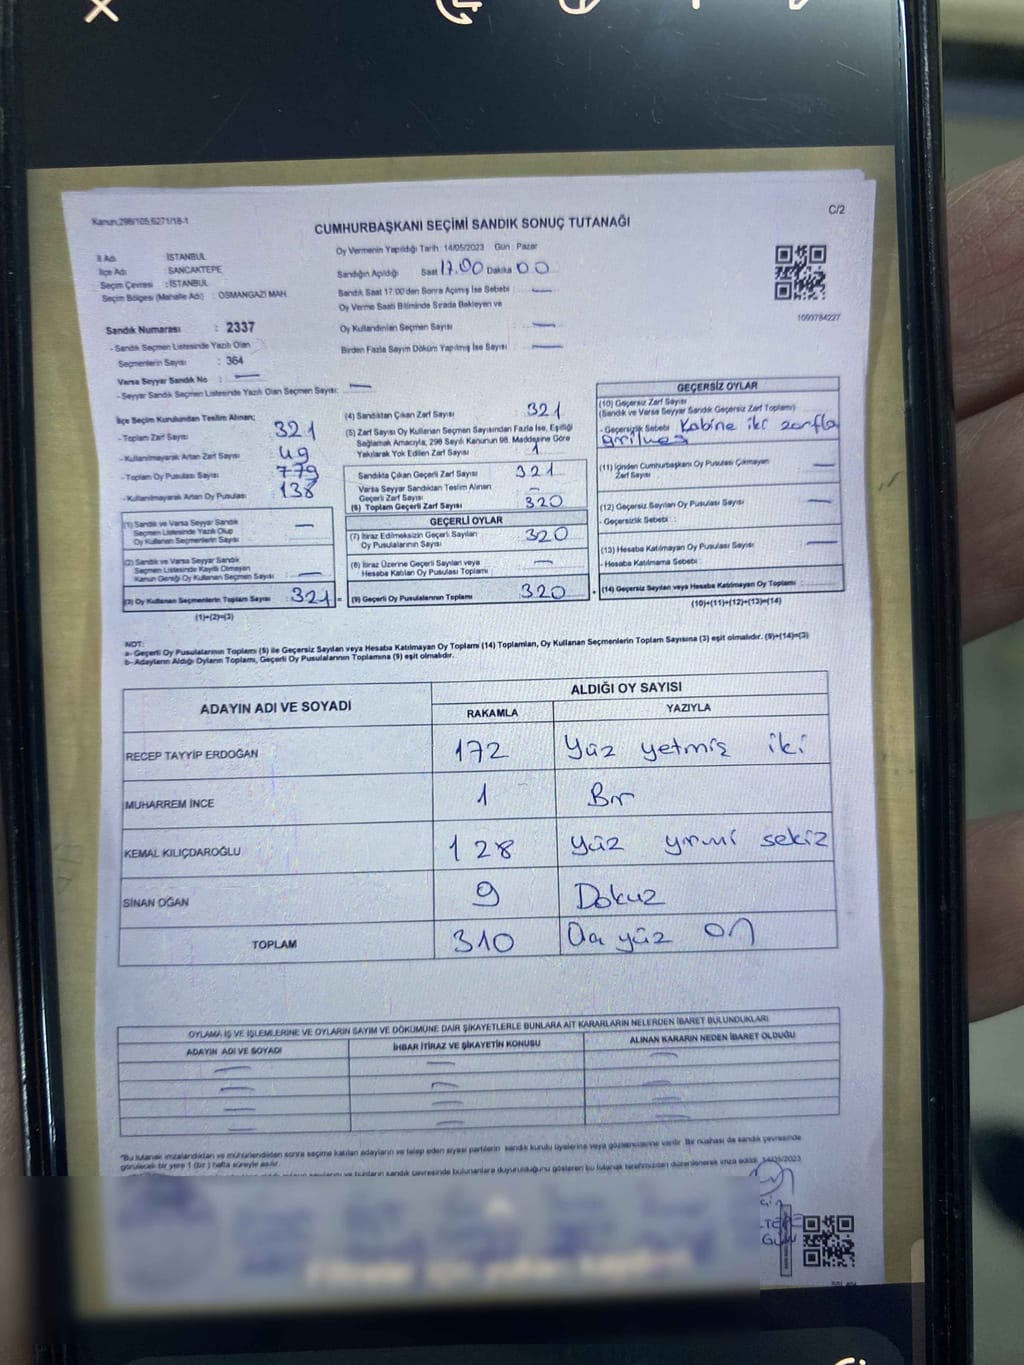 Kanun,298/105,6271/18-1
C/2
CUMHURBAŞKANI SEÇİMİ SANDIK SONUÇ TUTANAĞI
İl Adı : İSTANBUL
İlçe Adı : SANCAKTEPE
Seçim Çevresi : İSTANBUL
Seçim Bölgesi (Mahalle Adı) : OSMANGAZİ MAH.
Oy Vermenin Yapıldığı Tarih 14/05/2023 Gün : Pazar
Sandığın Açıldığı Saat 17.00 Dakika 00
Sandık Saat 17:00'den Sonra Açımış İse Sebebi : —
Oy Verme Saati Bitiminde Sırada Bekleyen ve
Oy Kullandırılan Seçmen Sayısı : —
Birden Fazla Sayım Döküm Yapılmış İse Sayısı : —
1099784227
Sandık Numarası : 2337
- Sandık Seçmen Listesinde Yazılı Olan
Seçmenlerin Sayısı : 364
Varsa Seyyar Sandık No : —
- Seyyar Sandık Seçmen Listesinde Yazılı Olan Seçmen Sayısı: —
İlçe Seçim Kurulundan Teslim Alınan;
- Toplam Zarf Sayısı 321
- Kullanılmayarak Artan Zarf Sayısı 49
- Toplam Oy Pusulası Sayısı 779
- Kullanılmayarak Artan Oy Pusulası 138
(1) Sandık ve Varsa Seyyar Sandık
Seçmen Listesinde Yazılı Olup
Oy Kullanan Seçmenlerin Sayısı : —
(2) Sandık ve Varsa Seyyar Sandık
Seçmen Listesinde Kayıtlı Olmayan
Kanun Gereği Oy Kullanan Seçmen Sayısı : —
(3) Oy Kullanan Seçmenlerin Toplam Sayısı : 321 =
(1)+(2)=(3)
(4) Sandıktan Çıkan Zarf Sayısı : 321
(5) Zarf Sayısı Oy Kullanan Seçmen Sayısından Fazla İse, Eşitliği
Sağlamak Amacıyla, 298 Sayılı Kanunun 98. Maddesine Göre
Yakılarak Yok Edilen Zarf Sayısı : 1
Sandıkta Çıkan Geçerli Zarf Sayısı : 321
Varsa Seyyar Sandıktan Teslim Alınan
Geçerli Zarf Sayısı : —
(6) Toplam Geçerli Zarf Sayısı : 320
GEÇERLİ OYLAR
(7) İtiraz Edilmeksizin Geçerli Sayılan
Oy Pusulalarının Sayısı : 320
(8) İtiraz Üzerine Geçerli Sayılan veya
Hesaba Katılan Oy Pusulası Toplamı : —
(9) Geçerli Oy Pusulalarının Toplamı : 320 +
GEÇERSİZ OYLAR
(10) Geçersiz Zarf Sayısı
(Sandık ve Varsa Seyyar Sandık Geçersiz Zarf Toplamı)
- Geçersizlik Sebebi : Kabine iki zarfla
(11) İçinden Cumhurbaşkanı Oy Pusulası Çıkmayan
Zarf Sayısı : —
(12) Geçersiz Sayılan Oy Pusulası Sayısı : —
- Geçersizlik Sebebi :
(13) Hesaba Katılmayan Oy Pusulası Sayısı : —
- Hesaba Katılmama Sebebi :
(14) Geçersiz Sayılan veya Hesaba Katılmayan Oy Toplamı :
(10)+(11)+(12)+(13)=(14)
NOT:
a- Geçerli Oy Pusulalarının Toplamı (9) ile Geçersiz Sayılan veya Hesaba Katılmayan Oy Toplamı (14) Toplamları, Oy Kullanan Seçmenlerin Toplam Sayısına (3) eşit olmalıdır. (9)+(14)=(3)
b- Adayların Aldığı Oyların Toplamı, Geçerli Oy Pusulalarının Toplamına (9) eşit olmalıdır.
ADAYIN ADI VE SOYADI
ALDIĞI OY SAYISI
RAKAMLA YAZIYLA
RECEP TAYYİP ERDOĞAN 172 Yüz yetmiş iki
MUHARREM İNCE 1 Bir
KEMAL KILIÇDAROĞLU 128 Yüz yirmi sekiz
SİNAN OĞAN 9 Dokuz
TOPLAM 310 yüz on
OYLAMA İŞ VE İŞLEMLERİNE VE OYLARIN SAYIM VE DÖKÜMÜNE DAİR ŞİKAYETLERLE BUNLARA AİT KARARLARIN NELERDEN İBARET BULUNDUKLARI
ADAYIN ADI VE SOYADI İHBAR İTİRAZ VE ŞİKAYETİN KONUSU ALINAN KARARIN NEDEN İBARET OLDUĞU
"Bu tutanak imzalandıktan ve mühürlendikten sonra seçime katılan adayların ve talep eden siyasi partilerin sandık kurulu üyelerine veya gözlemcilerine verilir. Bir nüshası da sandık çevresinde
görülecek bir yere 1 (bir) hafta süreyle asılır.